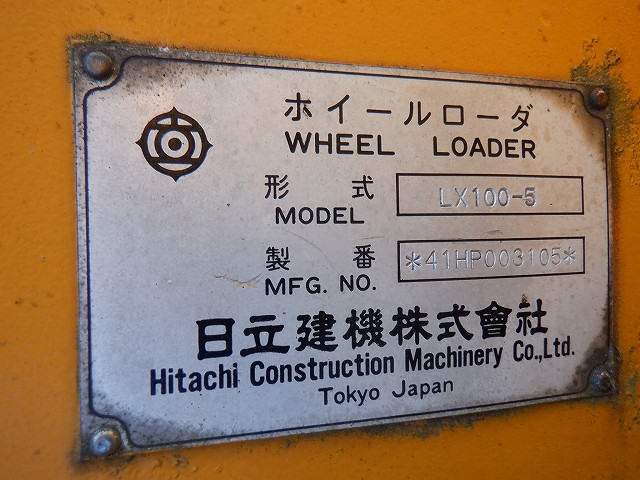 ホイールローダ
WHEEL LOADER
形式 LX100-5
MODEL
製番 *41HP003105*
MFG. NO.
日立建機株式會社
Hitachi Construction Machinery Co.,Ltd.
Tokyo Japan